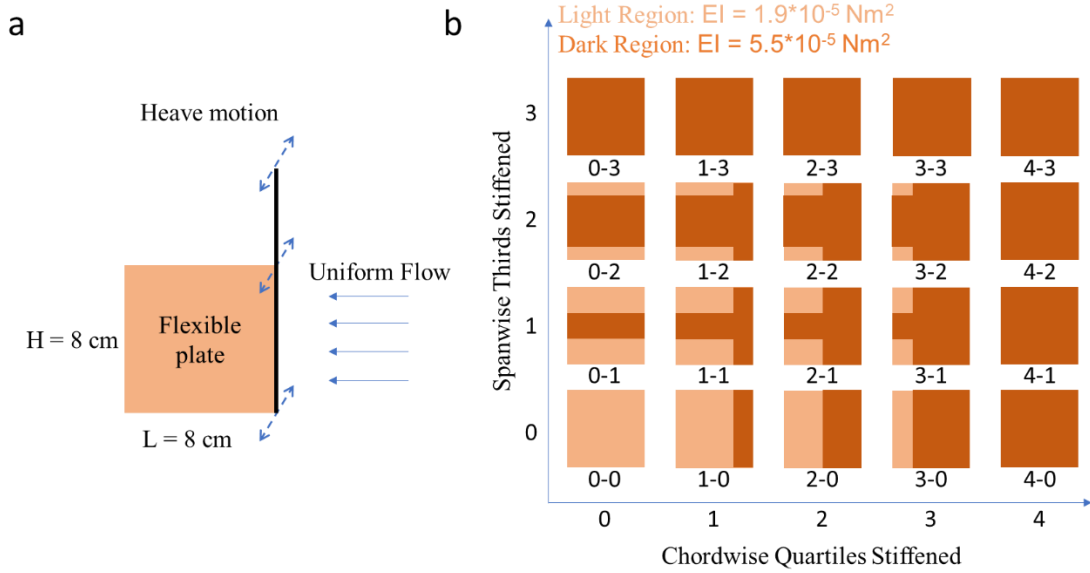 a
Heave motion
Uniform Flow
Flexible
plate
H = 8 cm
L = 8 cm
b
Light Region: EI = 1.9*10⁻⁵ Nm²
Dark Region: EI = 5.5*10⁻⁵ Nm²
Spanwise Thirds Stiffened
3
0-3 1-3 2-3 3-3 4-3
2
0-2 1-2 2-2 3-2 4-2
1
0-1 1-1 2-1 3-1 4-1
0
0-0 1-0 2-0 3-0 4-0
0 1 2 3 4
Chordwise Quartiles Stiffened